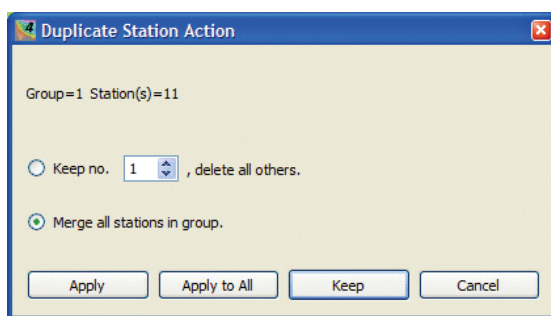 Duplicate Station Action
Group=1 Station(s)=11
Keep no. 1 , delete all others.
Merge all stations in group.
Apply Apply to All Keep Cancel